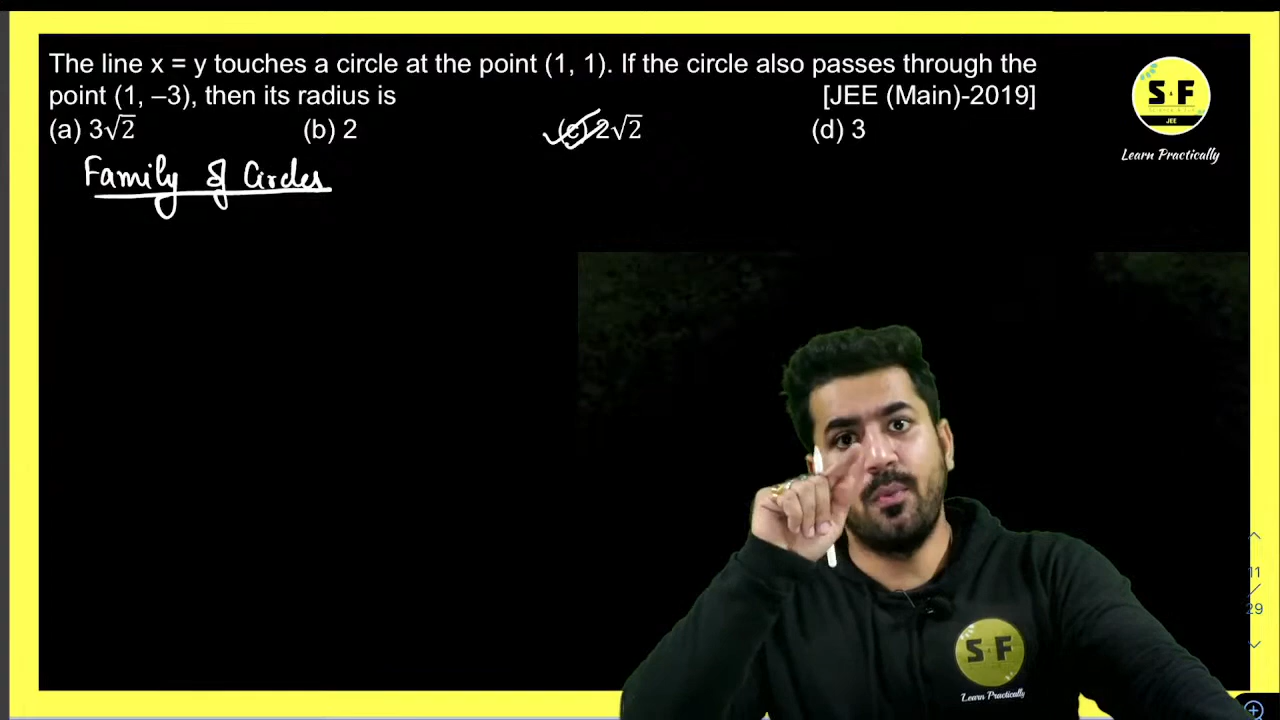 The line x = y touches a circle at the point (1, 1). If the circle also passes through the
point (1, –3), then its radius is [JEE (Main)-2019]
(a) 3√2 (b) 2 (c) 2√2 (d) 3
Family of Circles
S&F
JEE
Learn Practically
11
29
S&F
Learn Practically